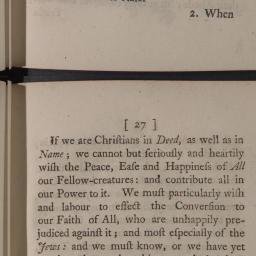 2. When
[ 27 ]
If we are Chriſtians in Deed, as well as in
Name; we cannot but ſeriouſly and heartily
wiſh the Peace, Eaſe and Happineſs of All
our Fellow-creatures: and contribute all in
our Power to it. We muſt particularly wiſh
and labour to effect the Converſion to
our Faith of All, who are unhappily pre-
judiced againſt it; and moſt eſpecially of the
Jews: and we muſt know, or we have yet